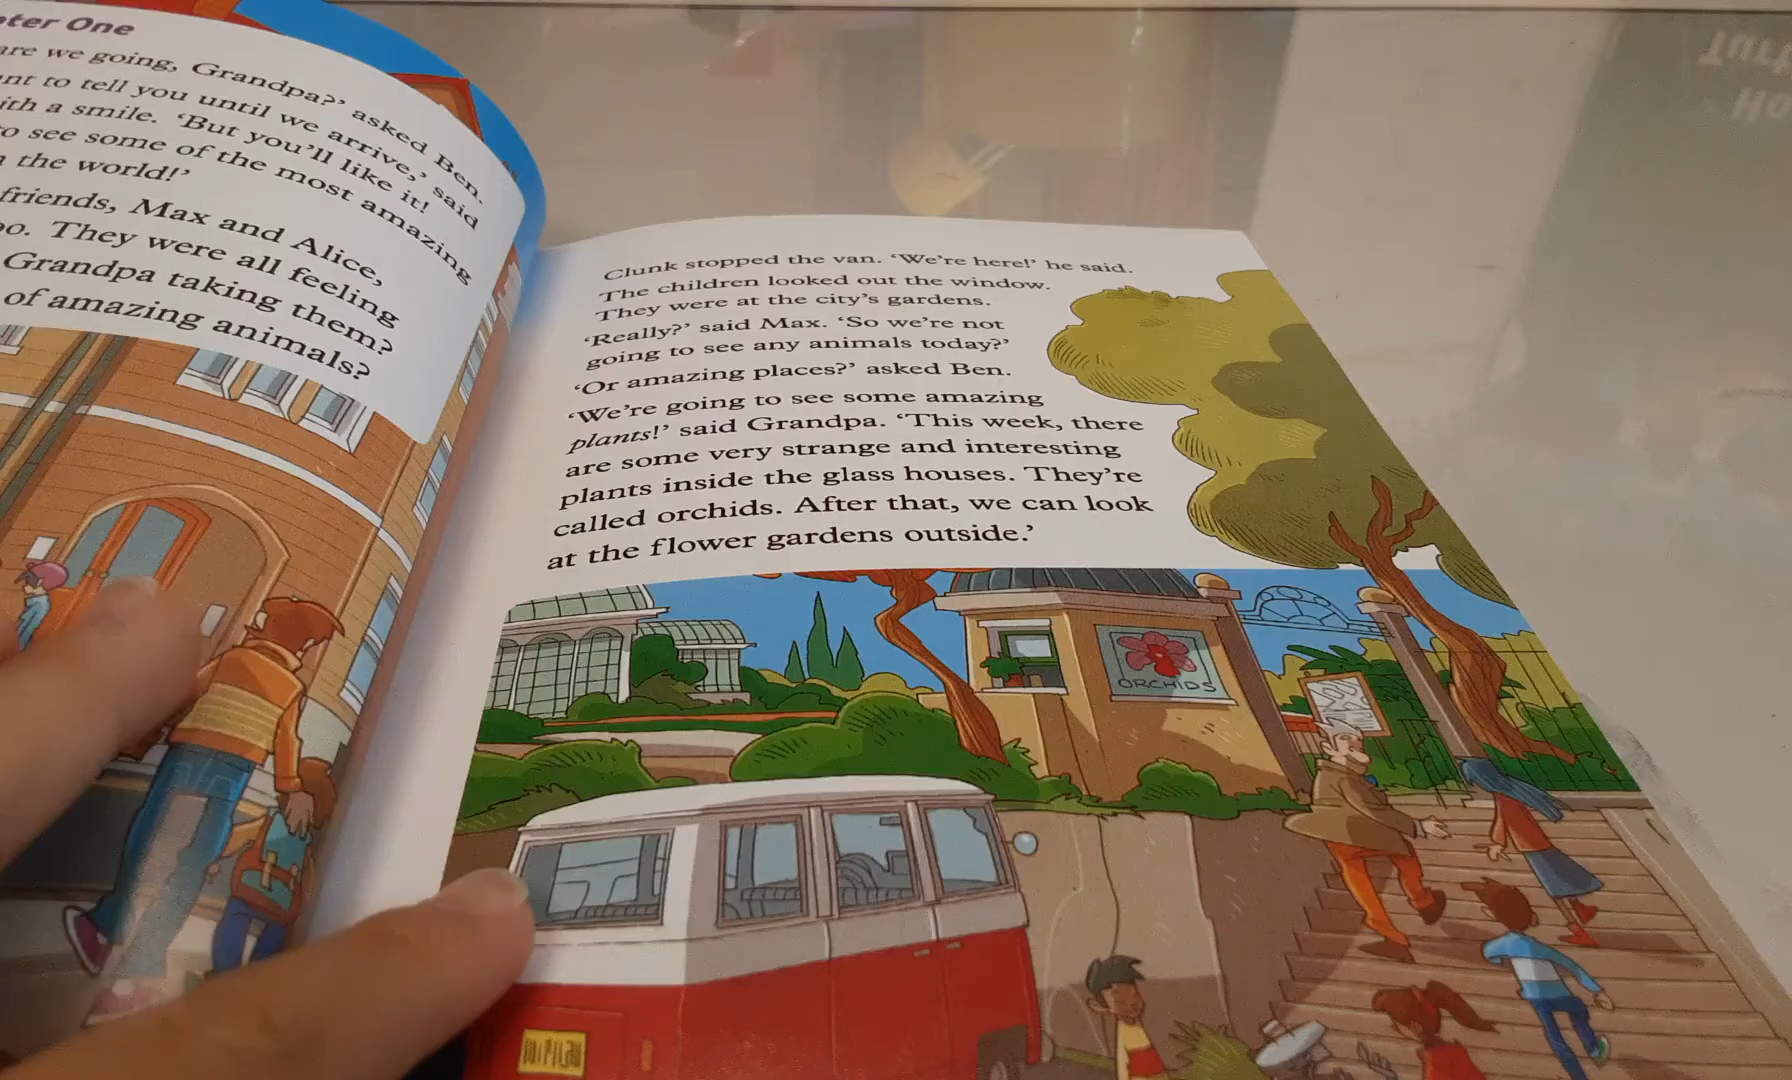 ter One
are we going, Grandpa?’ asked Ben.
nt to tell you until we arrive,’ said
ith a smile. ‘But you’ll like it!
o see some of the most amazing
the world!’
friends, Max and Alice,
oo. They were all feeling
Grandpa taking them?
of amazing animals?
Clunk stopped the van. ‘We’re here!’ he said.
The children looked out the window.
They were at the city’s gardens.
‘Really?’ said Max. ‘So we’re not
going to see any animals today?’
‘Or amazing places?’ asked Ben.
‘We’re going to see some amazing
plants!’ said Grandpa. ‘This week, there
are some very strange and interesting
plants inside the glass houses. They’re
called orchids. After that, we can look
at the flower gardens outside.’
ORCHIDS